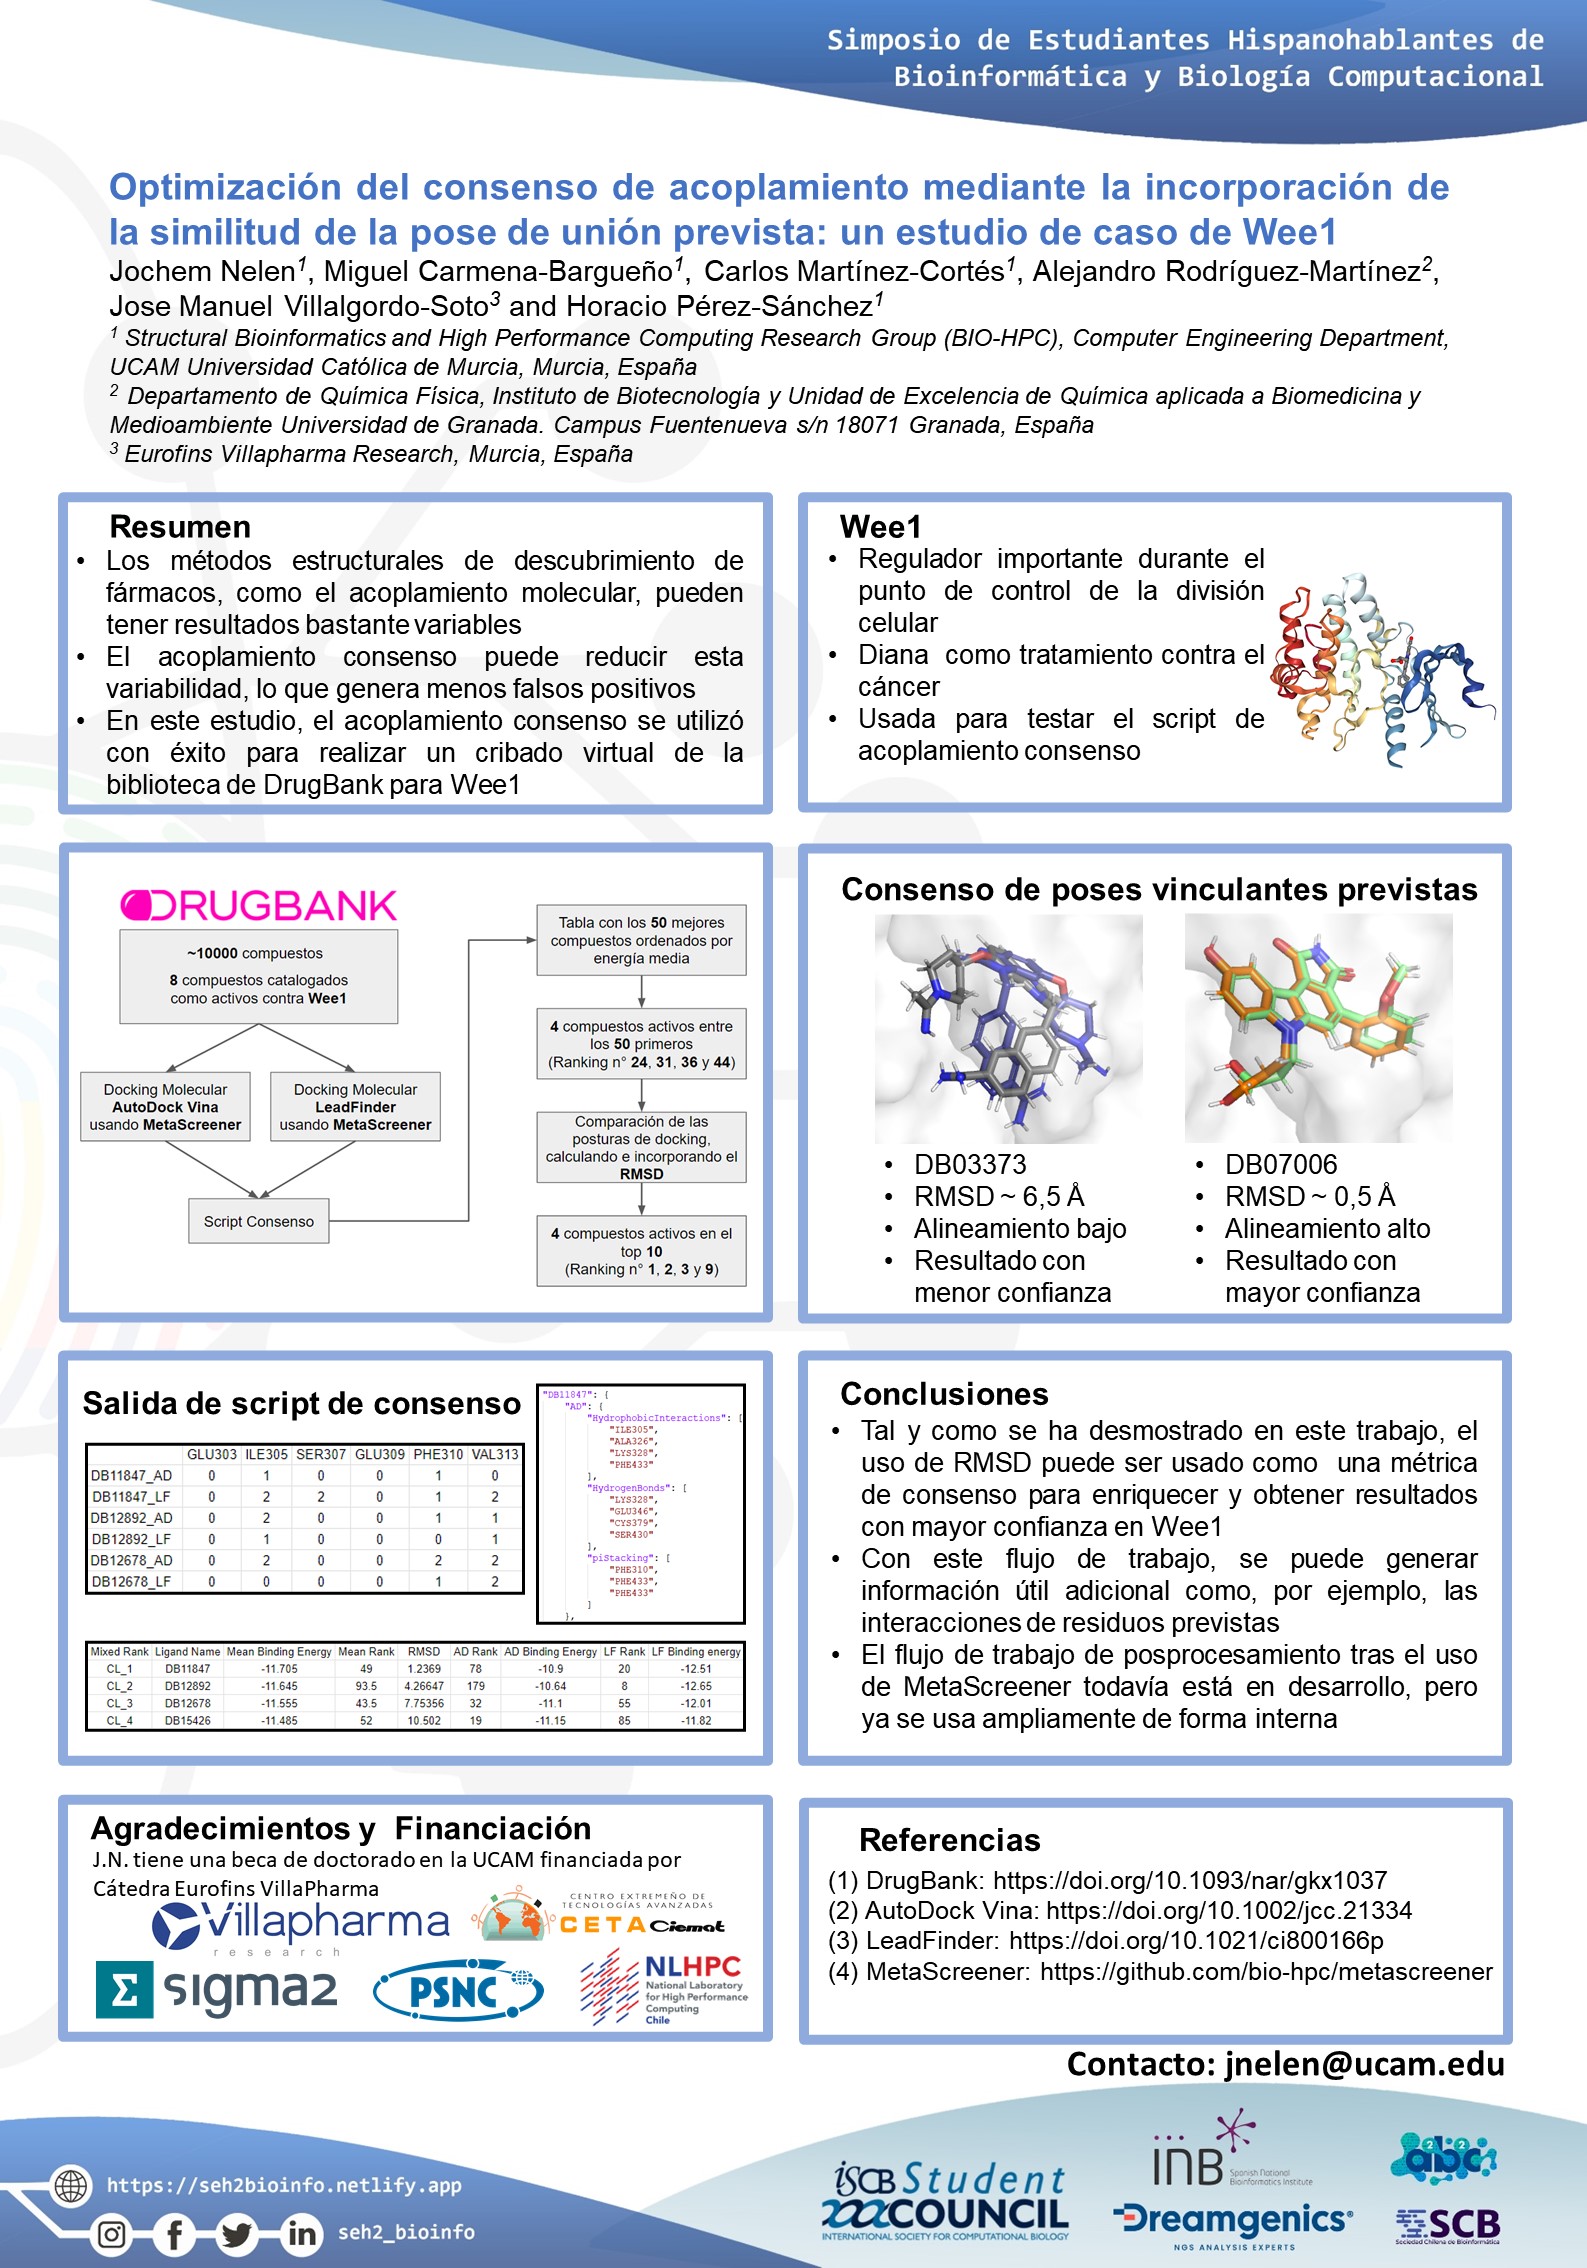 Simposio de Estudiantes Hispanohablantes de
Bioinformática y Biología Computacional
Optimización del consenso de acoplamiento mediante la incorporación de
la similitud de la pose de unión prevista: un estudio de caso de Wee1
Jochem Nelen1, Miguel Carmena-Bargueño1, Carlos Martínez-Cortés1, Alejandro Rodríguez-Martínez2,
Jose Manuel Villalgordo-Soto3 and Horacio Pérez-Sánchez1
1 Structural Bioinformatics and High Performance Computing Research Group (BIO-HPC), Computer Engineering Department,
UCAM Universidad Católica de Murcia, Murcia, España
2 Departamento de Química Física, Instituto de Biotecnología y Unidad de Excelencia de Química aplicada a Biomedicina y
Medioambiente Universidad de Granada. Campus Fuentenueva s/n 18071 Granada, España
3 Eurofins Villapharma Research, Murcia, España
Resumen
• Los métodos estructurales de descubrimiento de
fármacos, como el acoplamiento molecular, pueden
tener resultados bastante variables
• El acoplamiento consenso puede reducir esta
variabilidad, lo que genera menos falsos positivos
• En este estudio, el acoplamiento consenso se utilizó
con éxito para realizar un cribado virtual de la
biblioteca de DrugBank para Wee1
Wee1
• Regulador importante durante el
punto de control de la división
celular
• Diana como tratamiento contra el
cáncer
• Usada para testar el script de
acoplamiento consenso
DRUGBANK
~10000 compuestos
8 compuestos catalogados
como activos contra Wee1
Docking Molecular
AutoDock Vina
usando MetaScreener
Docking Molecular
LeadFinder
usando MetaScreener
Script Consenso
Tabla con los 50 mejores
compuestos ordenados por
energía media
4 compuestos activos entre
los 50 primeros
(Ranking n° 24, 31, 36 y 44)
Comparación de las
posturas de docking,
calculando e incorporando el
RMSD
4 compuestos activos en el
top 10
(Ranking n° 1, 2, 3 y 9)
Consenso de poses vinculantes previstas
• DB03373
• RMSD ~ 6,5 Å
• Alineamiento bajo
• Resultado con
menor confianza
• DB07006
• RMSD ~ 0,5 Å
• Alineamiento alto
• Resultado con
mayor confianza
Salida de script de consenso
GLU303 ILE305 SER307 GLU309 PHE310 VAL313
DB11847_AD 0 1 0 0 1 0
DB11847_LF 0 2 2 0 1 2
DB12892_AD 0 2 0 0 1 1
DB12892_LF 0 1 0 0 0 1
DB12678_AD 0 2 0 0 2 2
DB12678_LF 0 0 0 0 1 2
"DB11847": {
"AD": {
"HydrophobicInteractions": [
"ILE305",
"ALA326",
"LYS328",
"PHE433"
],
"HydrogenBonds": [
"LYS328",
"GLU346",
"CYS379",
"SER430"
],
"piStacking": [
"PHE310",
"PHE433",
"PHE433"
]
},
Mixed Rank Ligand Name Mean Binding Energy Mean Rank RMSD AD Rank AD Binding Energy LF Rank LF Binding energy
CL_1 DB11847 -11.705 49 1.2369 78 -10.9 20 -12.51
CL_2 DB12892 -11.645 93.5 4.26647 179 -10.64 8 -12.65
CL_3 DB12678 -11.555 43.5 7.75356 32 -11.1 55 -12.01
CL_4 DB15426 -11.485 52 10.502 19 -11.15 85 -11.82
Conclusiones
• Tal y como se ha desmostrado en este trabajo, el
uso de RMSD puede ser usado como una métrica
de consenso para enriquecer y obtener resultados
con mayor confianza en Wee1
• Con este flujo de trabajo, se puede generar
información útil adicional como, por ejemplo, las
interacciones de residuos previstas
• El flujo de trabajo de posprocesamiento tras el uso
de MetaScreener todavía está en desarrollo, pero
ya se usa ampliamente de forma interna
Agradecimientos y Financiación
J.N. tiene una beca de doctorado en la UCAM financiada por
Cátedra Eurofins VillaPharma
Villapharma
research
CENTRO EXTREMEÑO DE
TECNOLOGÍAS AVANZADAS
CETA Ciemat
Σ sigma2
PSNC
NLHPC
National Laboratory
for High Performance
Computing
Chile
Referencias
(1) DrugBank: https://doi.org/10.1093/nar/gkx1037
(2) AutoDock Vina: https://doi.org/10.1002/jcc.21334
(3) LeadFinder: https://doi.org/10.1021/ci800166p
(4) MetaScreener: https://github.com/bio-hpc/metascreener
Contacto: jnelen@ucam.edu
https://seh2bioinfo.netlify.app
seh2_bioinfo
iSCB Student
COUNCIL
INTERNATIONAL SOCIETY FOR COMPUTATIONAL BIOLOGY
iNB
Spanish National
Bioinformatics Institute
a2b2c
Dreamgenics
NGS ANALYSIS EXPERTS
SCB
Sociedad Chilena de Bioinformática